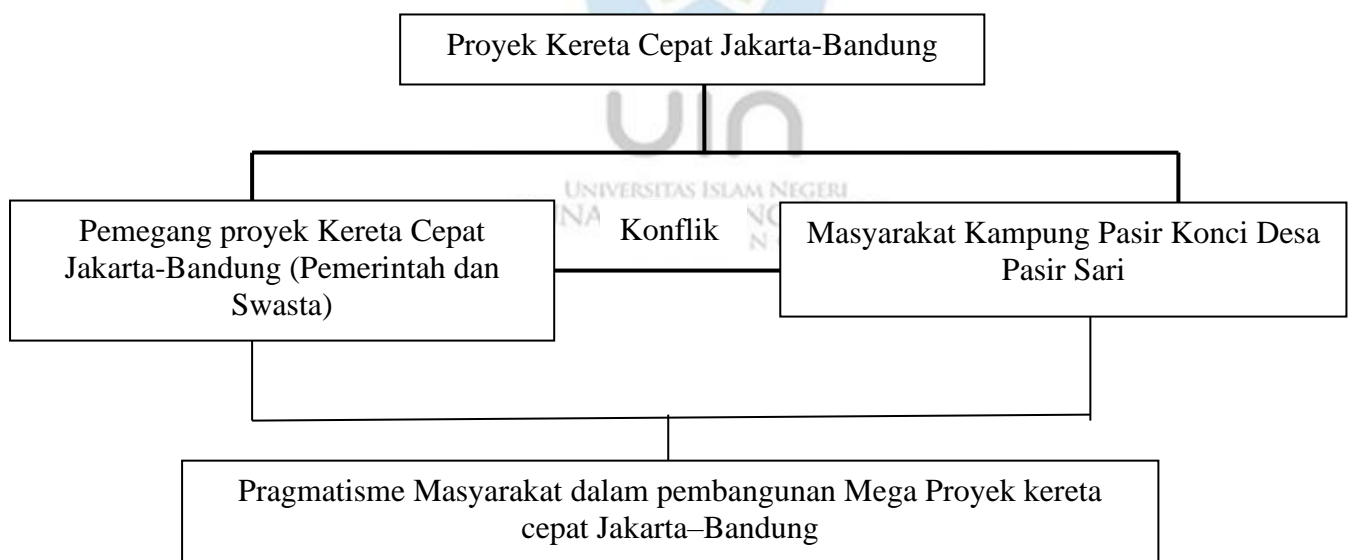 Proyek Kereta Cepat Jakarta-Bandung
uin
UNIVERSITAS ISLAM NEGERI
Pemegang proyek Kereta Cepat
Jakarta-Bandung (Pemerintah dan
Swasta)
Konflik
Masyarakat Kampung Pasir Konci Desa
Pasir Sari
Pragmatisme Masyarakat dalam pembangunan Mega Proyek kereta
cepat Jakarta–Bandung